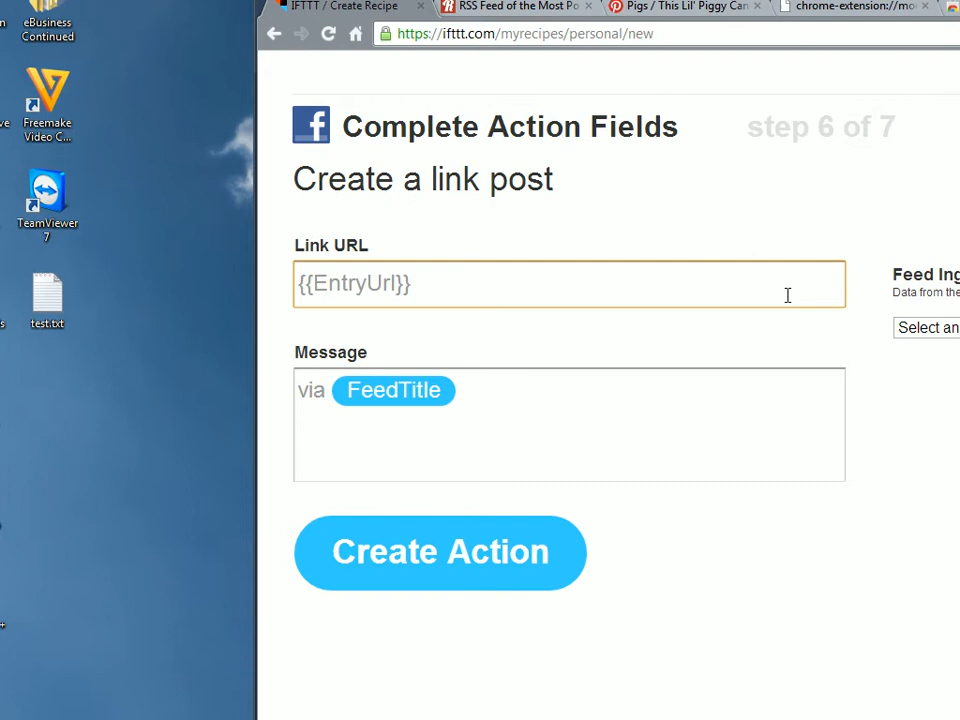 eBusiness
Continued
Freemake
Video C...
TeamViewer
7
test.txt
IFTTT / Create Recipe
RSS Feed of the Most Po
Pigs / This Lil' Piggy Can
chrome-extension://mo
https://ifttt.com/myrecipes/personal/new
f Complete Action Fields step 6 of 7
Create a link post
Link URL
{{EntryUrl}}
Feed Ing
Data from the
Select an
Message
via FeedTitle
Create Action